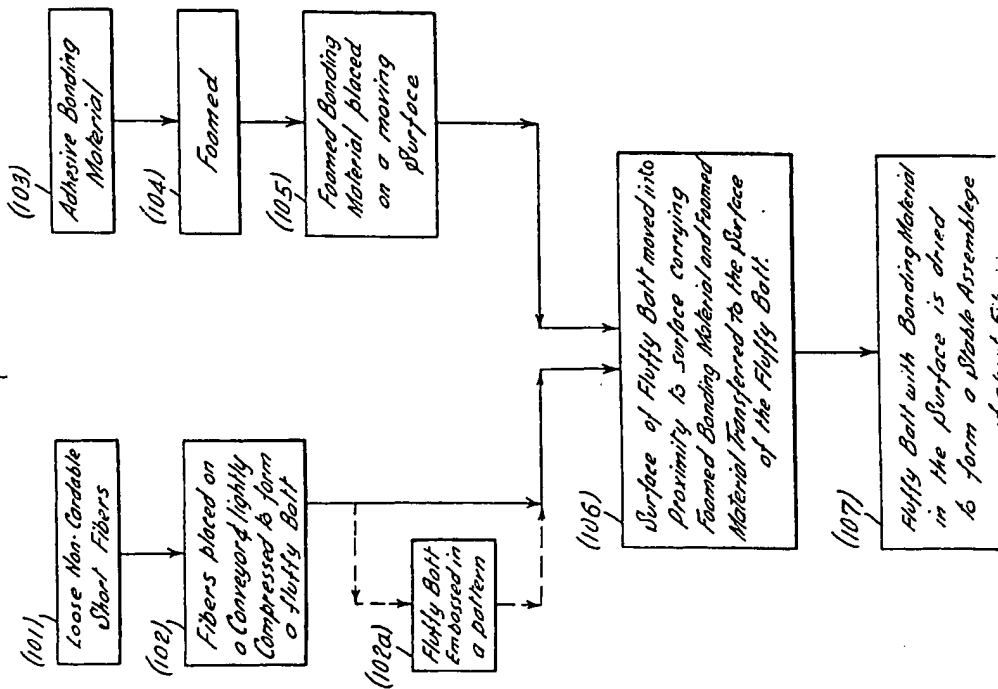 (101)
Loose Non-Cardable
Short Fibers
(102)
Fibers placed on
a Conveyor & lightly
Compressed to form
a fluffy Batt
(102a)
Fluffy Batt
Embossed in
a pattern
(103)
Adhesive Bonding
Material
(104)
Foamed
(105)
Foamed Bonding
Material placed
on a moving
Surface
(106)
Surface of Fluffy Batt moved into
Proximity to surface carrying
Foamed Bonding Material and Foamed
Material Transferred to the Surface
of the Fluffy Batt.
(107)
Fluffy Batt with Bonding Material
in the Surface is dried
to form a Stable Assemblege